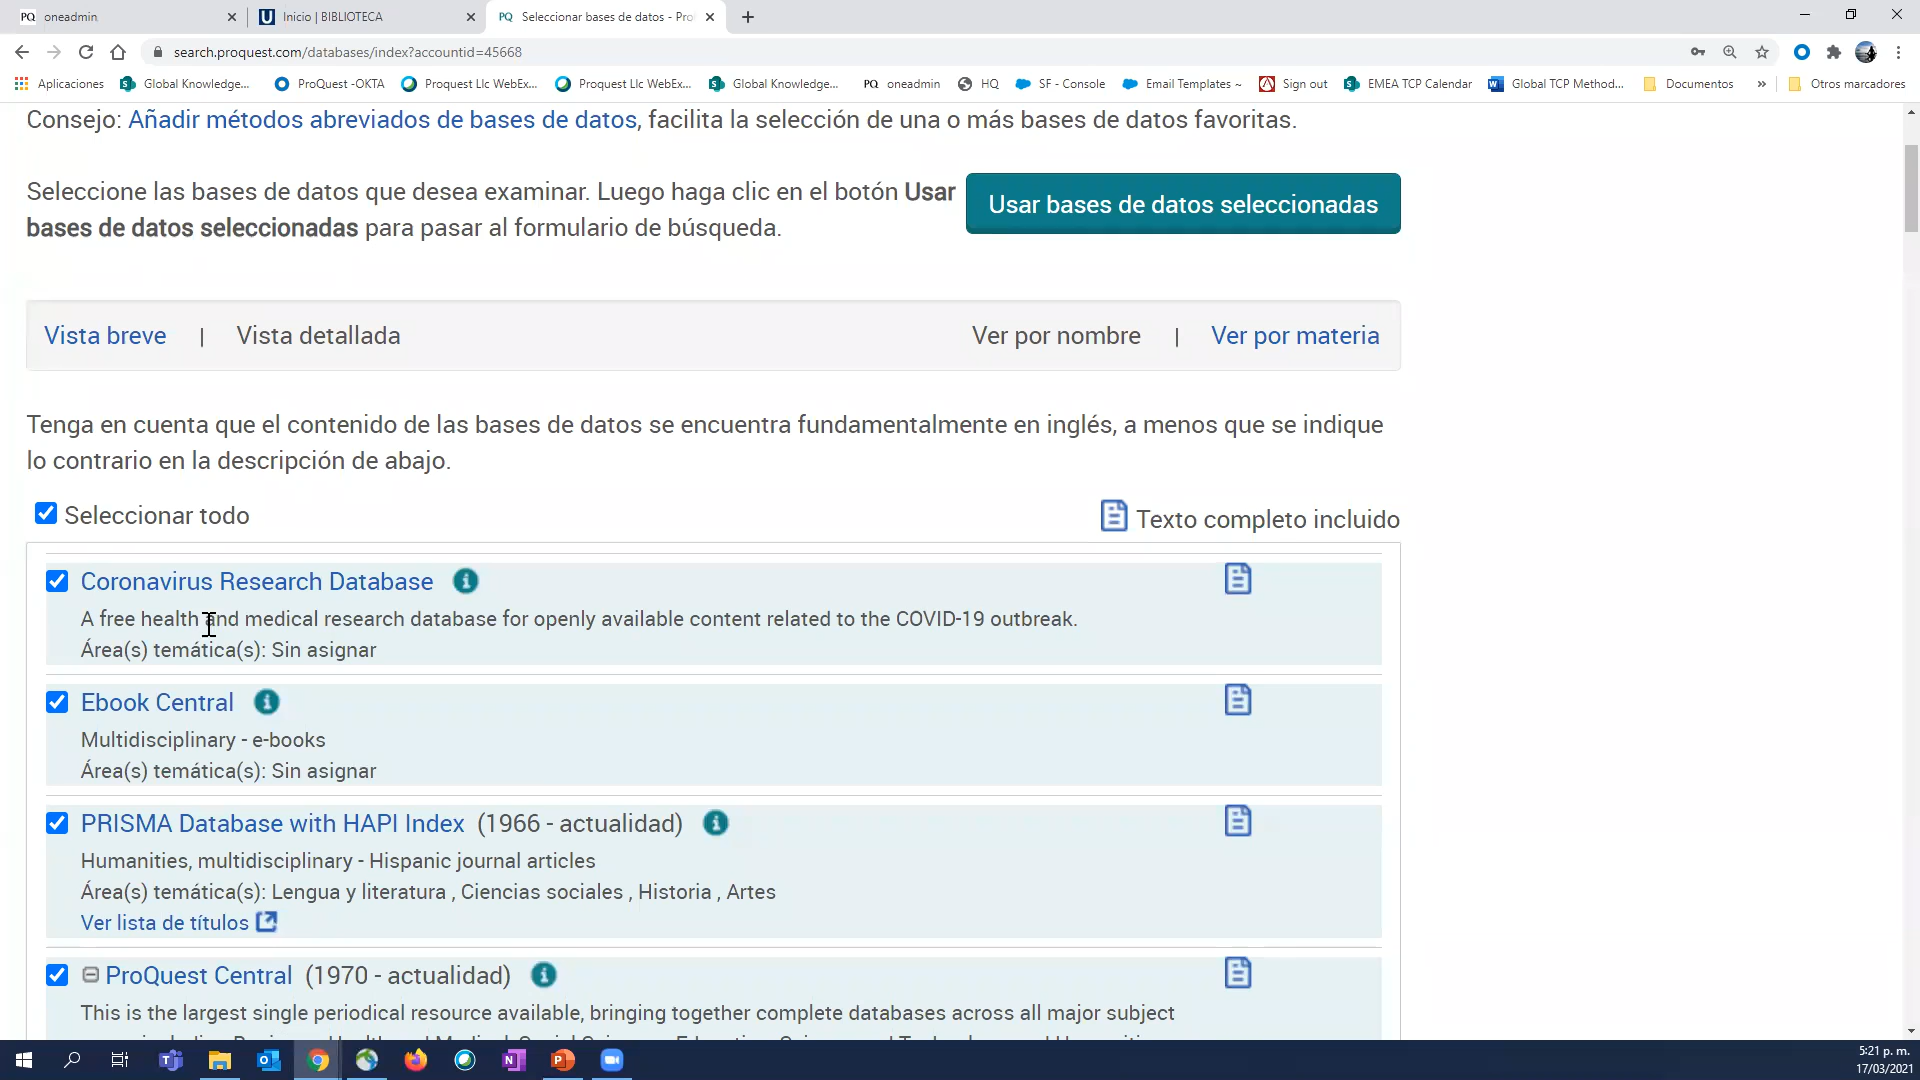 PQ oneadmin
U Inicio | BIBLIOTECA
PQ Seleccionar bases de datos - Pro
search.proquest.com/databases/index?accountid=45668
Aplicaciones
Global Knowledge...
ProQuest -OKTA
Proquest Llc WebEx...
Proquest Llc WebEx...
Global Knowledge...
PQ oneadmin
HQ
SF - Console
Email Templates ~
Sign out
EMEA TCP Calendar
Global TCP Method...
Documentos
»
Otros marcadores
Consejo: Añadir métodos abreviados de bases de datos, facilita la selección de una o más bases de datos favoritas.
Seleccione las bases de datos que desea examinar. Luego haga clic en el botón Usar
bases de datos seleccionadas para pasar al formulario de búsqueda.
Usar bases de datos seleccionadas
Vista breve | Vista detallada
Ver por nombre | Ver por materia
Tenga en cuenta que el contenido de las bases de datos se encuentra fundamentalmente en inglés, a menos que se indique
lo contrario en la descripción de abajo.
Seleccionar todo
Texto completo incluido
Coronavirus Research Database
A free health and medical research database for openly available content related to the COVID-19 outbreak.
Área(s) temática(s): Sin asignar
Ebook Central
Multidisciplinary - e-books
Área(s) temática(s): Sin asignar
PRISMA Database with HAPI Index (1966 - actualidad)
Humanities, multidisciplinary - Hispanic journal articles
Área(s) temática(s): Lengua y literatura , Ciencias sociales , Historia , Artes
Ver lista de títulos
ProQuest Central (1970 - actualidad)
This is the largest single periodical resource available, bringing together complete databases across all major subject
5:21 p. m.
17/03/2021